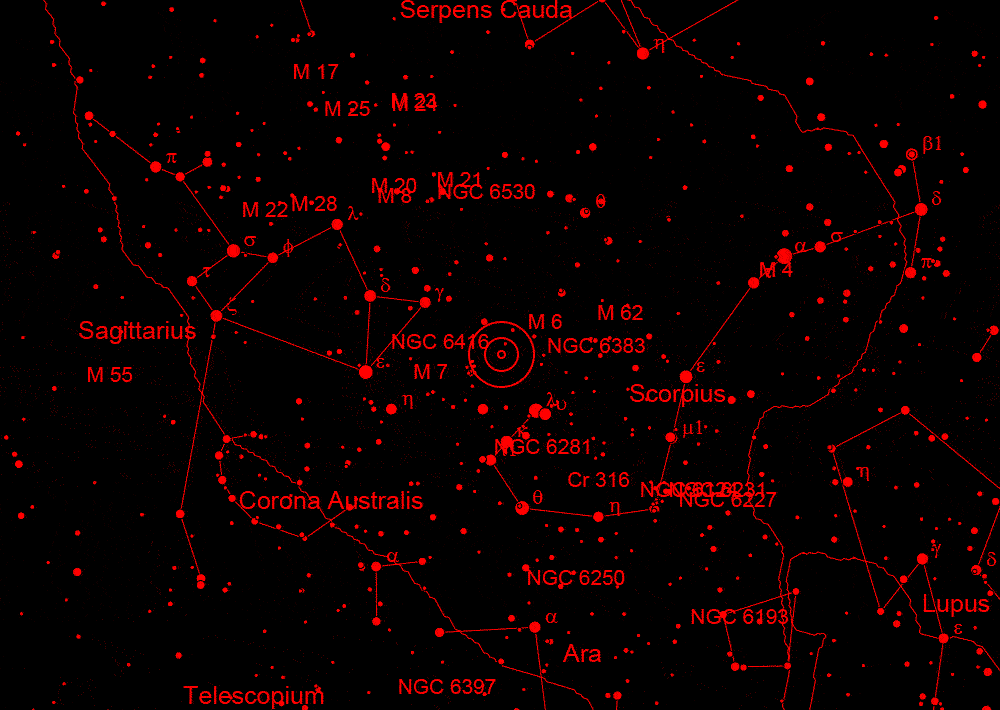 Serpens Cauda
η
M 17
M 23
M 24
M 25
β1
π
M 21
M 20
NGC 6530
M 8
M 28
M 22
λ
θ
δ
σ
φ
α
σ
M 4
π
τ
δ
γ
ζ
M 62
M 6
Sagittarius
NGC 6416
NGC 6383
ε
M 7
M 55
ε
Scorpius
η
λ
υ
μ1
κ
NGC 6281
η
Cr 316
NGC 6231
NGC 6227
Corona Australis
θ
η
α
γ
δ
NGC 6250
Lupus
NGC 6193
α
ε
Ara
NGC 6397
Telescopium